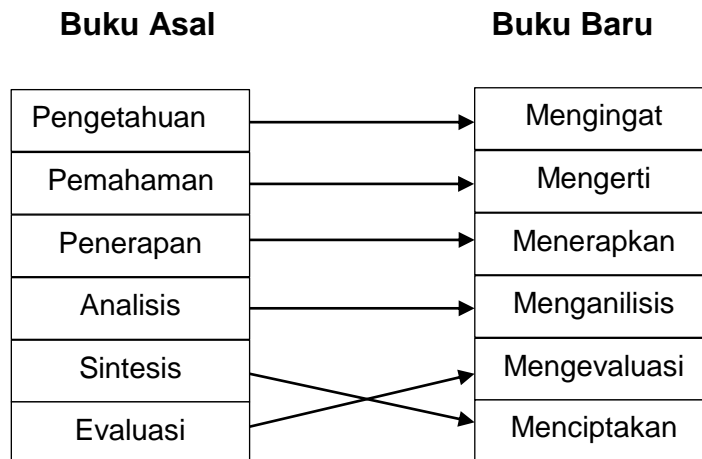 Buku Asal Buku Baru
Pengetahuan Mengingat
Pemahaman Mengerti
Penerapan Menerapkan
Analisis Menganilisis
Sintesis Mengevaluasi
Evaluasi Menciptakan